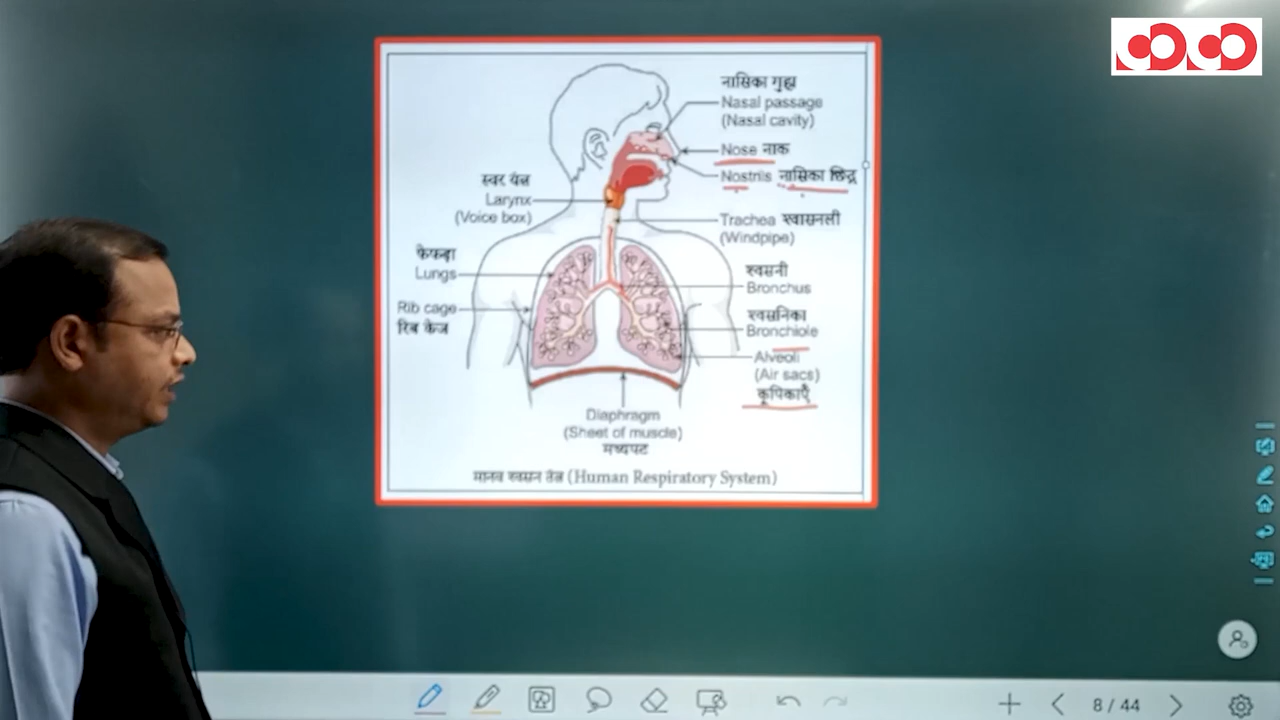 नासिका गुहा
Nasal passage
(Nasal cavity)
Nose नाक
Nostrils नासिका छिद्र
स्वर यंत्र
Larynx
(Voice box)
Trachea श्वासनली
(Windpipe)
फेफड़ा
Lungs
श्वसनी
Bronchus
Rib cage
रिब केज
श्वसनिका
Bronchiole
Alveoli
(Air sacs)
कूपिकाएँ
Diaphragm
(Sheet of muscle)
मध्यपट
मानव श्वसन तंत्र (Human Respiratory System)
8 / 44